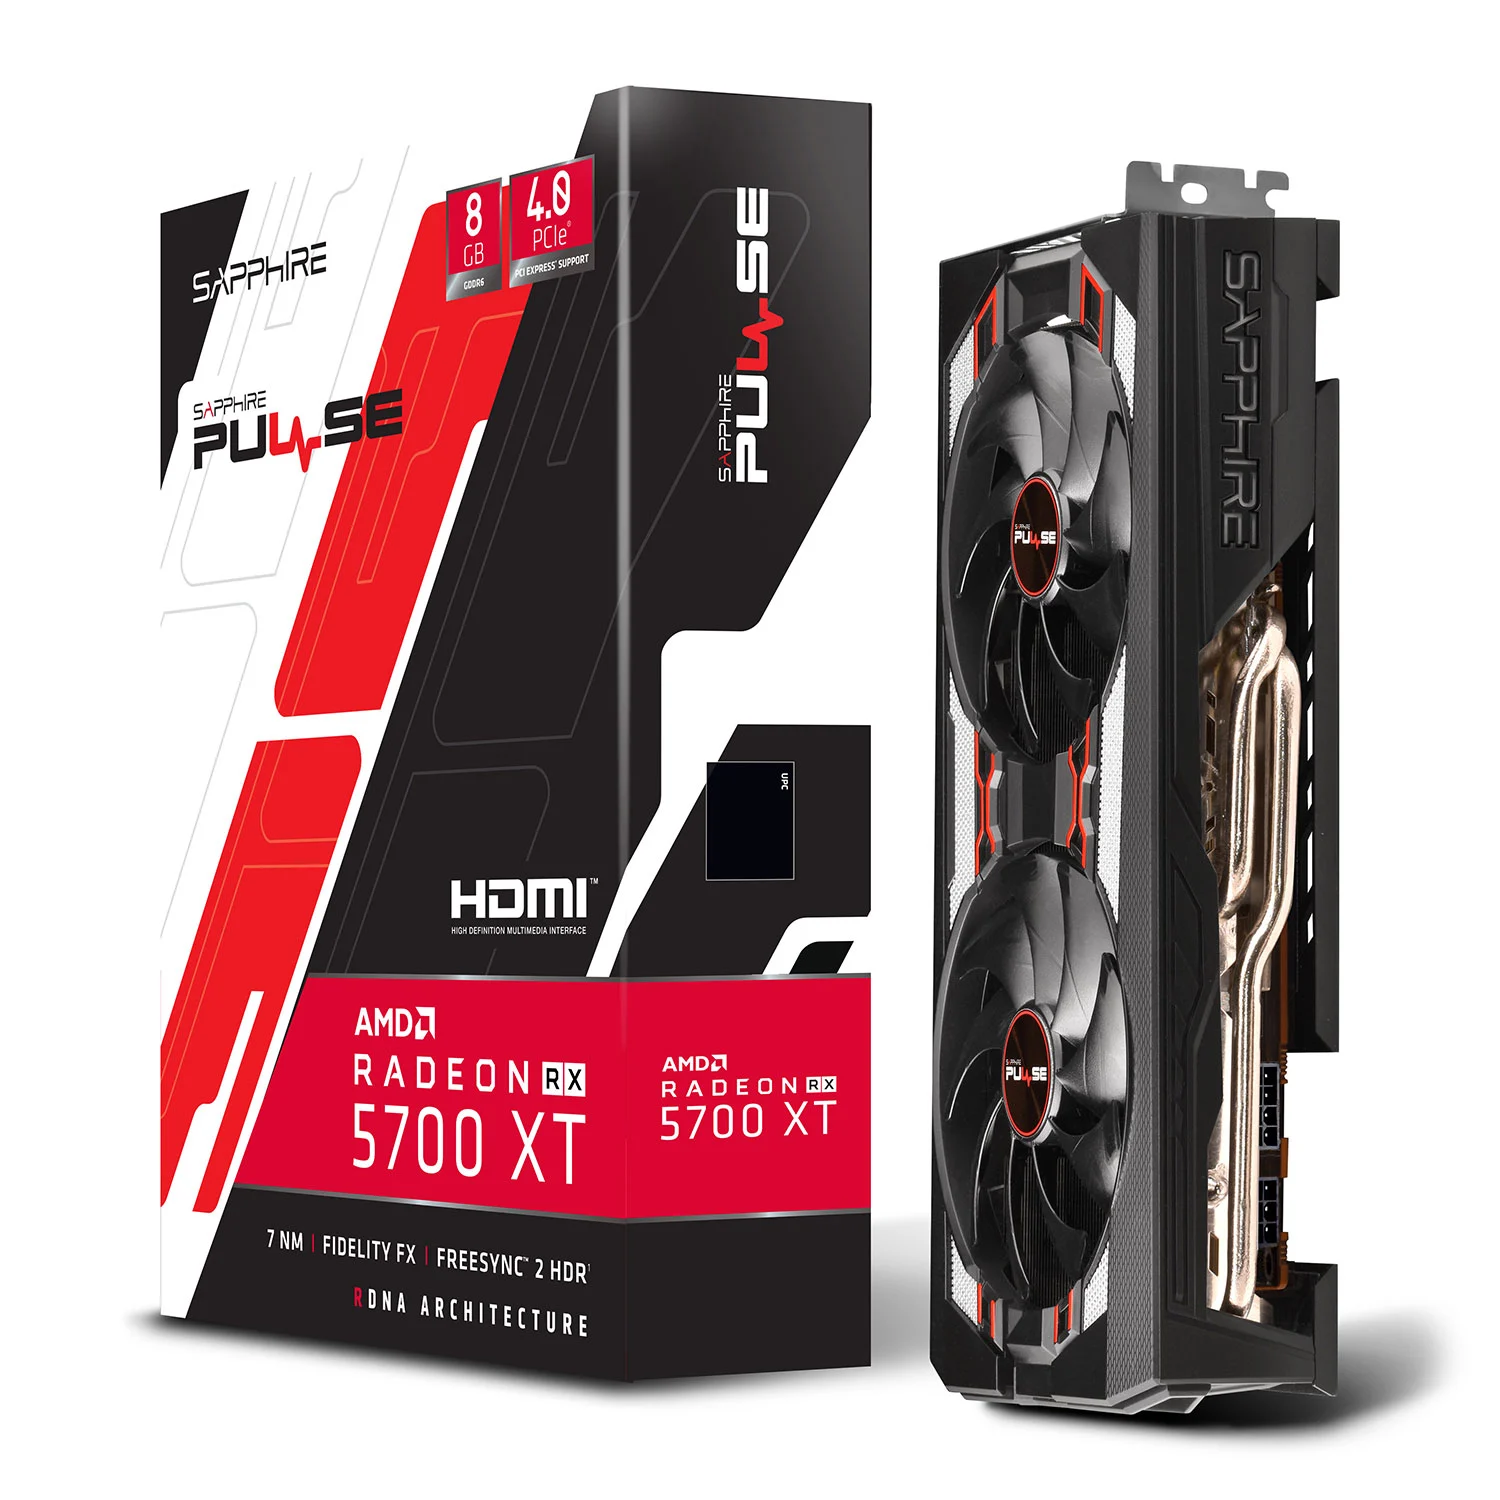 8
GB
GDDR6
4.0
PCIe®
PCI EXPRESS® SUPPORT
SAPPHIRE
SAPPHIRE
PULSE
HDMI™
HIGH DEFINITION MULTIMEDIA INTERFACE
AMD
RADEON RX
5700 XT
7 NM | FIDELITY FX | FREESYNC™ 2 HDR¹
RDNA ARCHITECTURE
SAPPHIRE
PULSE
UPC
AMD
RADEON RX
5700 XT
SAPPHIRE
SAPPHIRE
PULSE
SAPPHIRE
PULSE